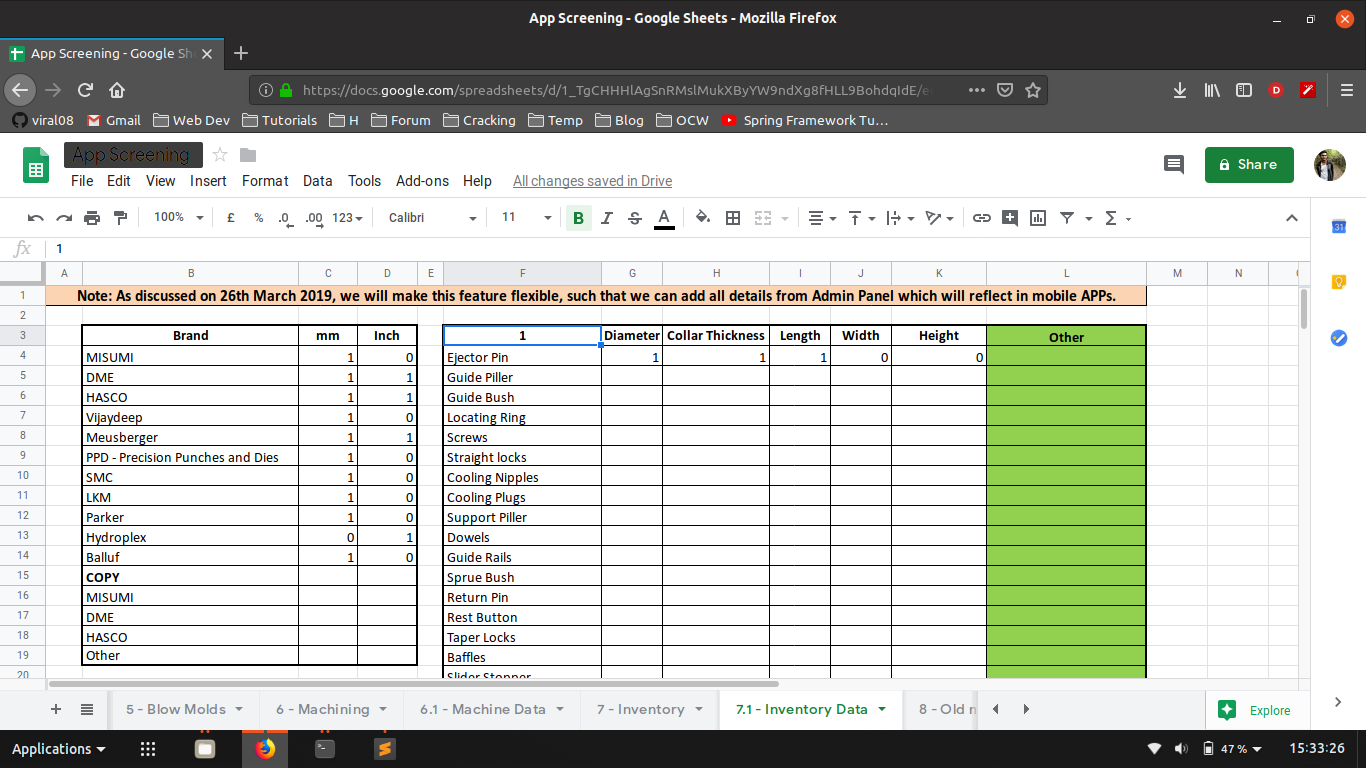 App Screening - Google Sheets - Mozilla Firefox
App Screening - Google Sh
https://docs.google.com/spreadsheets/d/1_TgCHHHlAgSnRMslMukXByYW9ndXg8fHLL9BohdqIdE/e
viral08 Gmail Web Dev Tutorials H Forum Cracking Temp Blog OCW Spring Framework Tu…
App Screening
Share
File Edit View Insert Format Data Tools Add-ons Help All changes saved in Drive
100% £ % .0 .00 123 Calibri 11 B I S A Σ
fx 1
A B C D E F G H I J K L M N
1 Note: As discussed on 26th March 2019, we will make this feature flexible, such that we can add all details from Admin Panel which will reflect in mobile APPs.
2
3 Brand mm Inch 1 Diameter Collar Thickness Length Width Height Other
4 MISUMI 1 0 Ejector Pin 1 1 1 0 0
5 DME 1 1 Guide Piller
6 HASCO 1 1 Guide Bush
7 Vijaydeep 1 0 Locating Ring
8 Meusberger 1 1 Screws
9 PPD - Precision Punches and Dies 1 0 Straight locks
10 SMC 1 0 Cooling Nipples
11 LKM 1 0 Cooling Plugs
12 Parker 1 0 Support Piller
13 Hydroplex 0 1 Dowels
14 Balluf 1 0 Guide Rails
15 COPY Sprue Bush
16 MISUMI Return Pin
17 DME Rest Button
18 HASCO Taper Locks
19 Other Baffles
20 Slider Stopper
31
5 - Blow Molds 6 - Machining 6.1 - Machine Data 7 - Inventory 7.1 - Inventory Data 8 - Old Explore
Applications 47 % 15:33:26